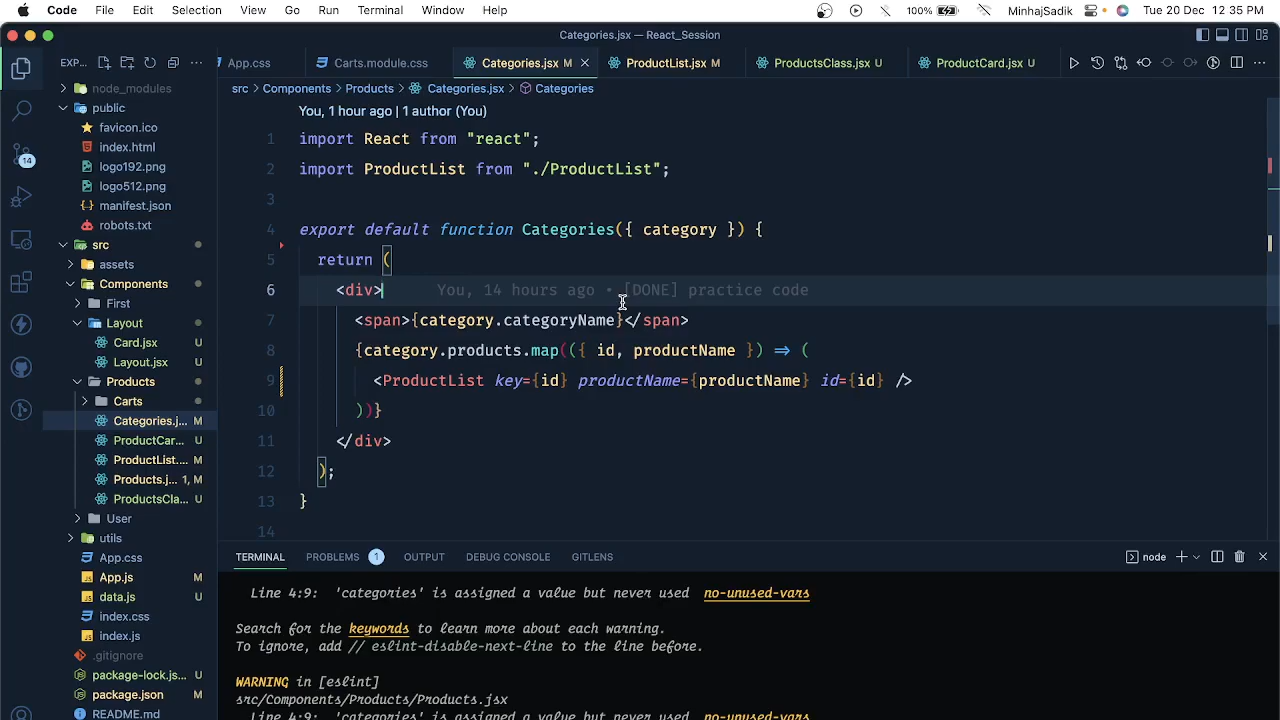 Code File Edit Selection View Go Run Terminal Window Help 100% MinhajSadik Tue 20 Dec 12:35 PM
Categories.jsx — React_Session
EXP... App.css Carts.module.css Categories.jsx M ProductList.jsx M ProductsClass.jsx U ProductCard.jsx U
src > Components > Products > Categories.jsx > Categories
node_modules
public
favicon.ico
index.html
logo192.png
14
logo512.png
manifest.json
robots.txt
src
assets
Components
First
Layout
Card.jsx U
Layout.jsx U
Products
Carts
Categories.j... M
ProductCar... U
ProductList.... M
Products.j... 1, M
ProductsCla... U
User
utils
App.css
App.js M
data.js U
index.css
index.js
.gitignore
package-lock.js... U
package.json M
README.md
You, 1 hour ago | 1 author (You)
1 import React from "react";
2 import ProductList from "./ProductList";
3
4 export default function Categories({ category }) {
5 return (
6 <div> You, 14 hours ago • [DONE] practice code
7 <span>{category.categoryName}</span>
8 {category.products.map(({ id, productName }) => (
9 <ProductList key={id} productName={productName} id={id} />
10 ))}
11 </div>
12 );
13 }
14
TERMINAL PROBLEMS 1 OUTPUT DEBUG CONSOLE GITLENS node
Line 4:9: 'categories' is assigned a value but never used no-unused-vars
Search for the keywords to learn more about each warning.
To ignore, add // eslint-disable-next-line to the line before.
WARNING in [eslint]
src/Components/Products/Products.jsx
Line 4:9: 'categories' is assigned a value but never used no-unused-vars